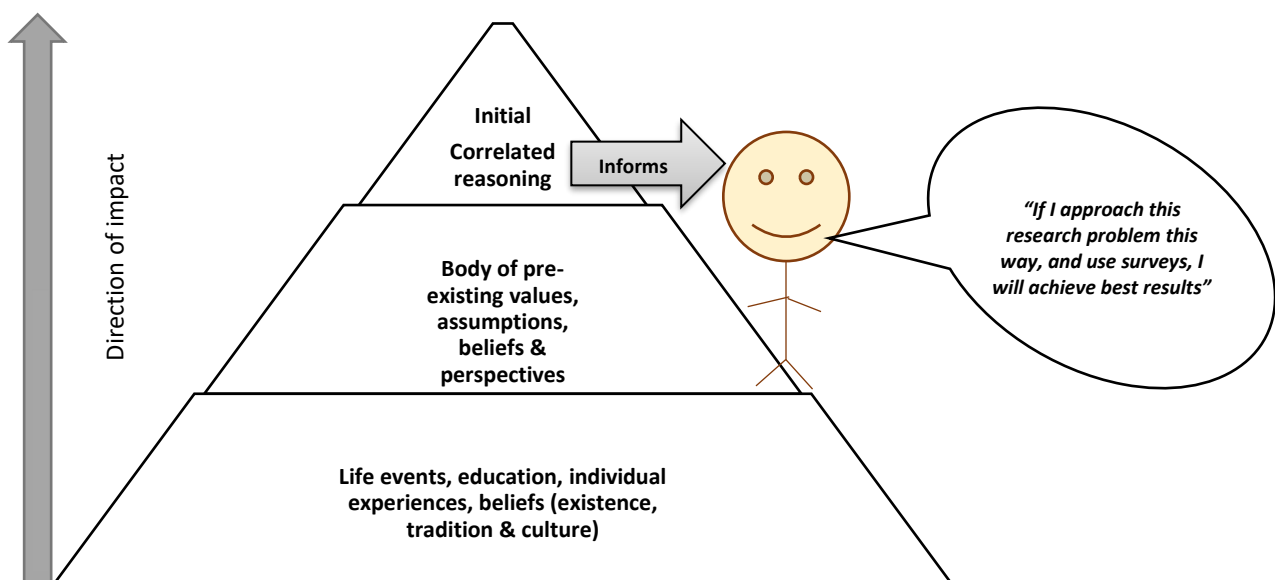 Direction of impact
Initial
Correlated
reasoning
Informs
“If I approach this
research problem this
way, and use surveys, I
will achieve best results”
Body of pre-
existing values,
assumptions,
beliefs &
perspectives
Life events, education, individual
experiences, beliefs (existence,
tradition & culture)